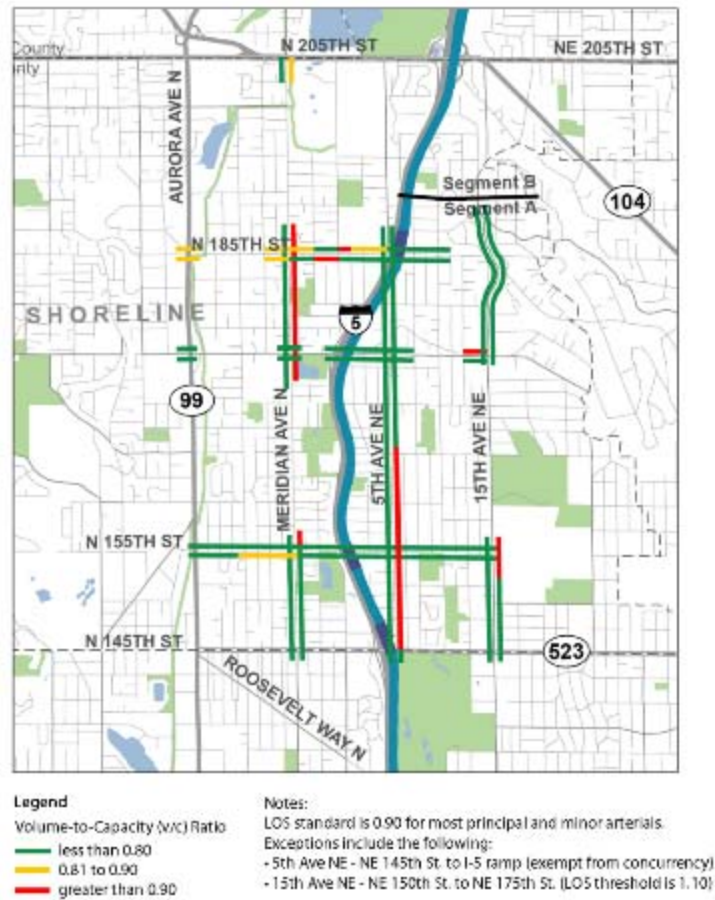 County
nty
N 205TH ST
NE 205TH ST
AURORA AVE N
Segment B
Segment A
104
N 185TH ST
SHORELINE
5
99
MERIDIAN AVE N
5TH AVE NE
15TH AVE NE
N 155TH ST
N 145TH ST
523
ROOSEVELT WAY N
Legend
Volume-to-Capacity (v/c) Ratio
less than 0.80
0.81 to 0.90
greater than 0.90
Notes:
LOS standard is 0.90 for most principal and minor arterials.
Exceptions include the following:
• 5th Ave NE - NE 145th St. to I-5 ramp (exempt from concurrency)
• 15th Ave NE - NE 150th St. to NE 175th St. (LOS threshold is 1.10)